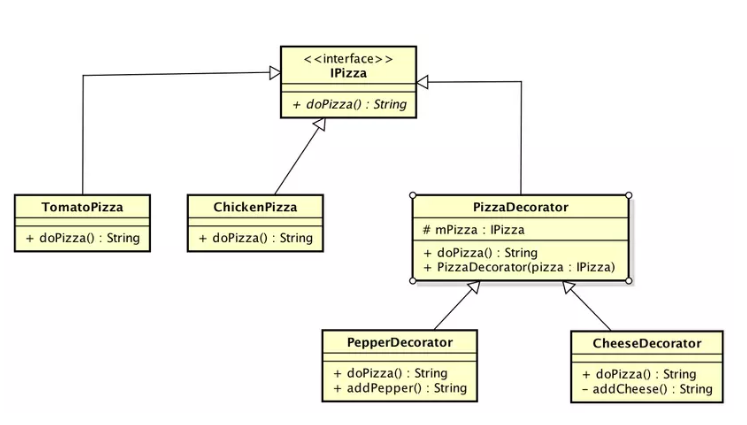 <<interface>>
IPizza
+ doPizza() : String
TomatoPizza
+ doPizza() : String
ChickenPizza
+ doPizza() : String
PizzaDecorator
# mPizza : IPizza
+ doPizza() : String
+ PizzaDecorator(pizza : IPizza)
PepperDecorator
+ doPizza() : String
+ addPepper() : String
CheeseDecorator
+ doPizza() : String
− addCheese() : String